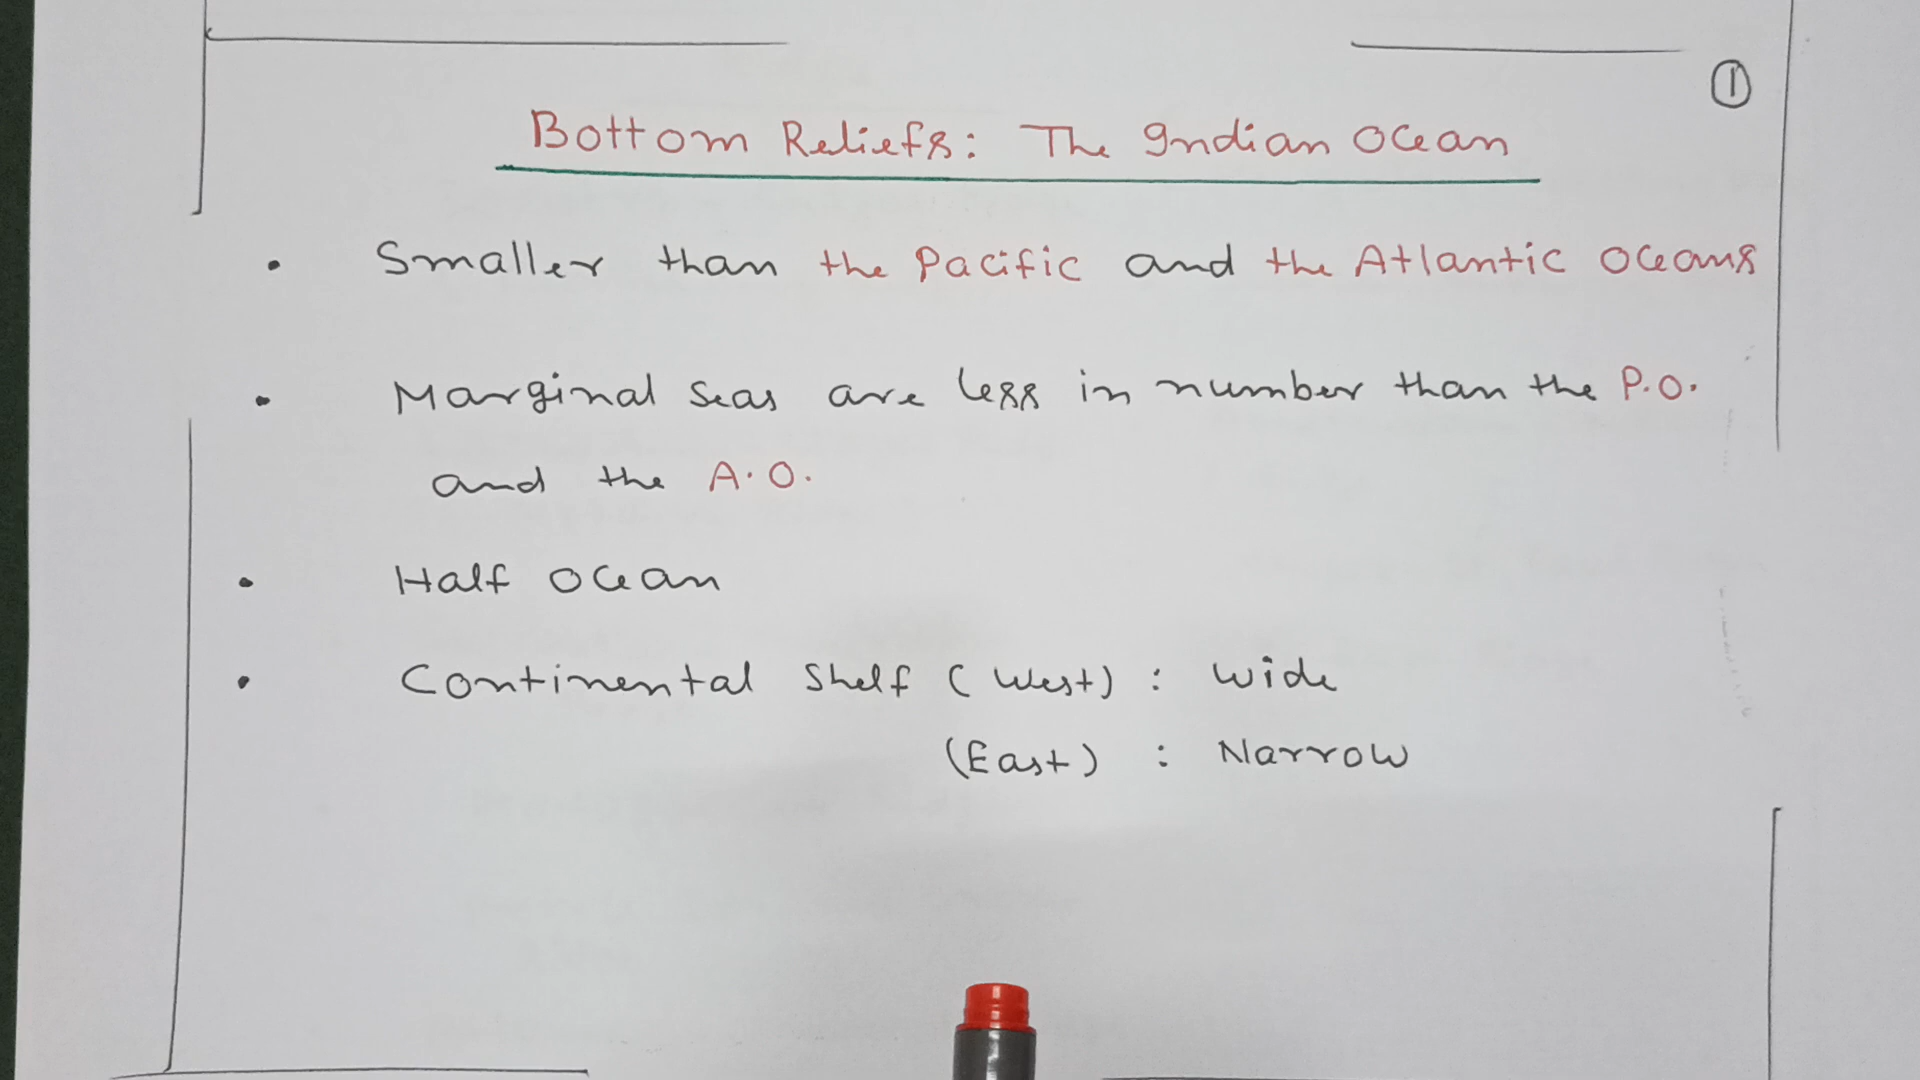 ①
Bottom Reliefs: The Indian Ocean
• Smaller than the Pacific and the Atlantic Oceans
• Marginal Seas are less in number than the P.O.
and the A.O.
• Half Ocean
• Continental Shelf (West) : Wide
(East) : Narrow